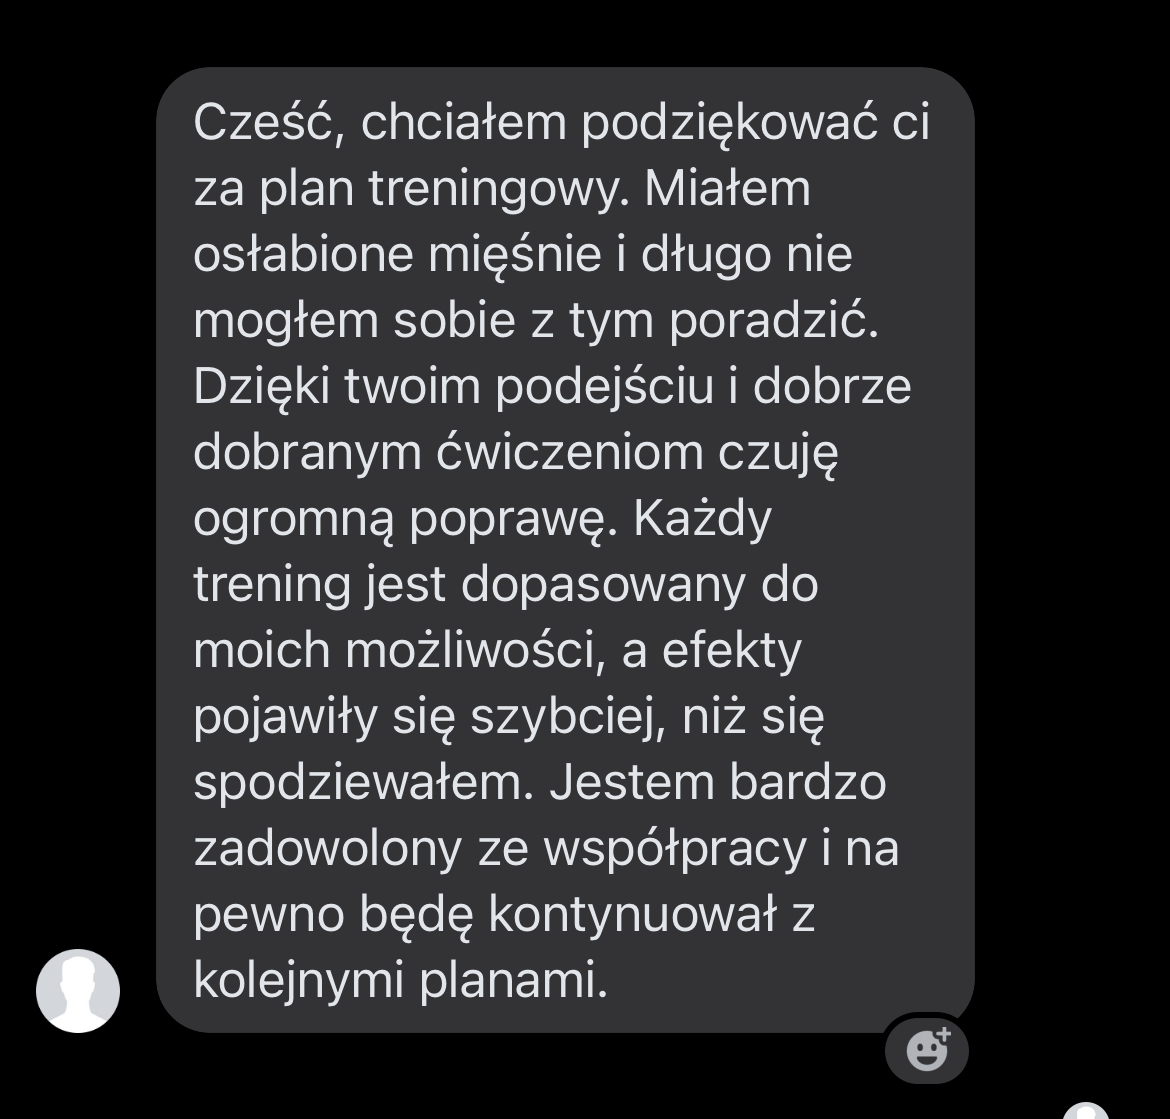 Cześć, chciałem podziękować ci
za plan treningowy. Miałem
osłabione mięśnie i długo nie
mogłem sobie z tym poradzić.
Dzięki twoim podejściu i dobrze
dobranym ćwiczeniom czuję
ogromną poprawę. Każdy
trening jest dopasowany do
moich możliwości, a efekty
pojawiły się szybciej, niż się
spodziewałem. Jestem bardzo
zadowolony ze współpracy i na
pewno będę kontynuował z
kolejnymi planami.